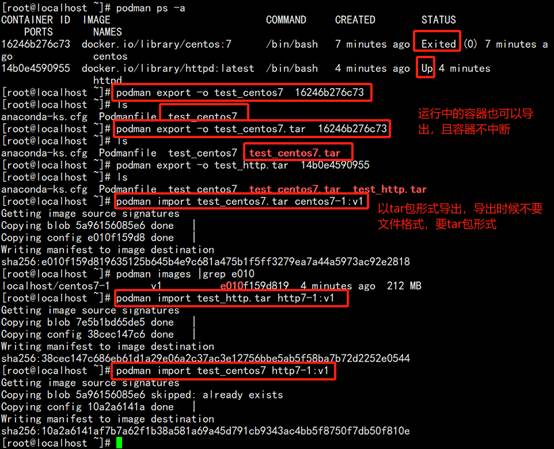 [root@localhost ~]# podman ps -a
CONTAINER ID  IMAGE                           COMMAND     CREATED        STATUS
    PORTS       NAMES
16246b276c73  docker.io/library/centos:7      /bin/bash   7 minutes ago  Exited (0) 7 minutes a
go              centos
14b0e4590955  docker.io/library/httpd:latest  /bin/bash   4 minutes ago  Up 4 minutes
                httpd
[root@localhost ~]# podman export -o test_centos7  16246b276c73
[root@localhost ~]# ls
anaconda-ks.cfg  Podmanfile  test_centos7
[root@localhost ~]# podman export -o test_centos7.tar  16246b276c73
运行中的容器也可以导出,且容器不中断
[root@localhost ~]# ls
anaconda-ks.cfg  Podmanfile  test_centos7  test_centos7.tar
[root@localhost ~]# podman export -o test_http.tar  14b0e4590955
[root@localhost ~]# ls
anaconda-ks.cfg  Podmanfile  test_centos7  test_centos7.tar  test_http.tar
[root@localhost ~]# podman import test_centos7.tar centos7-1:v1
以tar包形式导出,导出时候不要文件格式,要tar包形式
Getting image source signatures
Copying blob 5a96156085e6 done   |
Copying config e010f159d8 done   |
Writing manifest to image destination
sha256:e010f159d819635125b645b4e9c681a475b1f5ff3279ea7a44a5973ac92e2818
[root@localhost ~]# podman images |grep e010
localhost/centos7-1        v1          e010f159d819  4 minutes ago  212 MB
[root@localhost ~]# podman import test_http.tar http7-1:v1
Getting image source signatures
Copying blob 7e5b1bd65de5 done   |
Copying config 38cec147c6 done   |
Writing manifest to image destination
sha256:38cec147c686eb61d1a29e06a2c37ac3e12756bbe5ab5f58ba7b72d2252e0544
[root@localhost ~]# podman import test_centos7 http7-1:v1
Getting image source signatures
Copying blob 5a96156085e6 skipped: already exists
Copying config 10a2a6141a done   |
Writing manifest to image destination
sha256:10a2a6141af7b7a62f1b38a581a69a45d791cb9343ac4bb5f8750f7db50f810e
[root@localhost ~]#